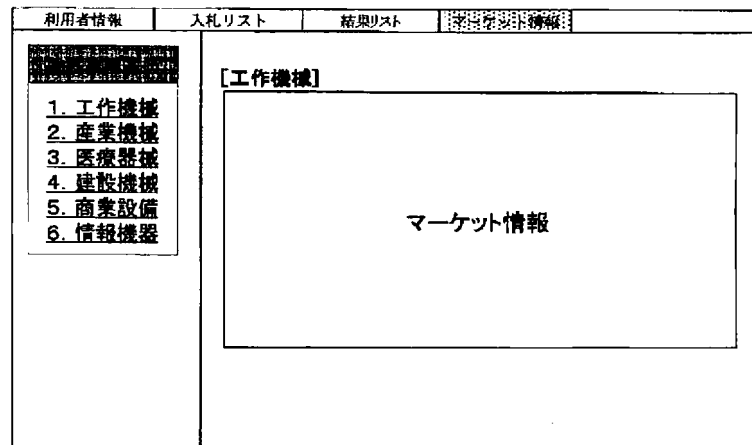 利用者情報
入札リスト
結果リスト
マーケット情報
[工作機械]
1. 工作機械
2. 産業機械
3. 医療器械
4. 建設機械
5. 商業設備
6. 情報機器
マーケット情報